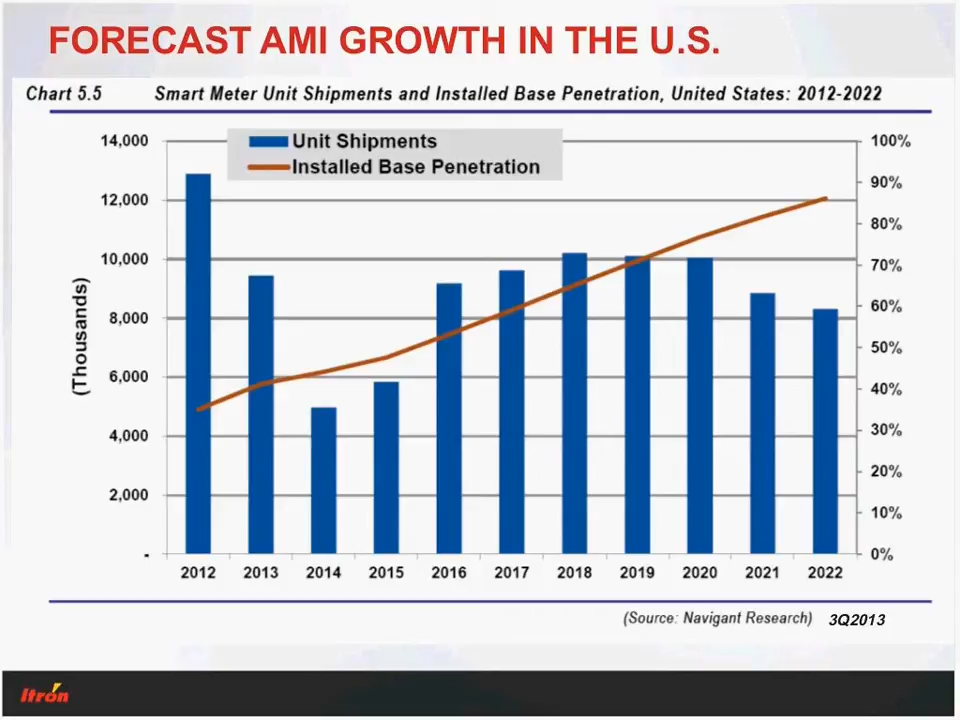 FORECAST AMI GROWTH IN THE U.S.
Chart 5.5 Smart Meter Unit Shipments and Installed Base Penetration, United States: 2012-2022
Unit Shipments
Installed Base Penetration
(Thousands)
14,000
12,000
10,000
8,000
6,000
4,000
2,000
-
100%
90%
80%
70%
60%
50%
40%
30%
20%
10%
0%
2012 2013 2014 2015 2016 2017 2018 2019 2020 2021 2022
(Source: Navigant Research) 3Q2013
Itrón